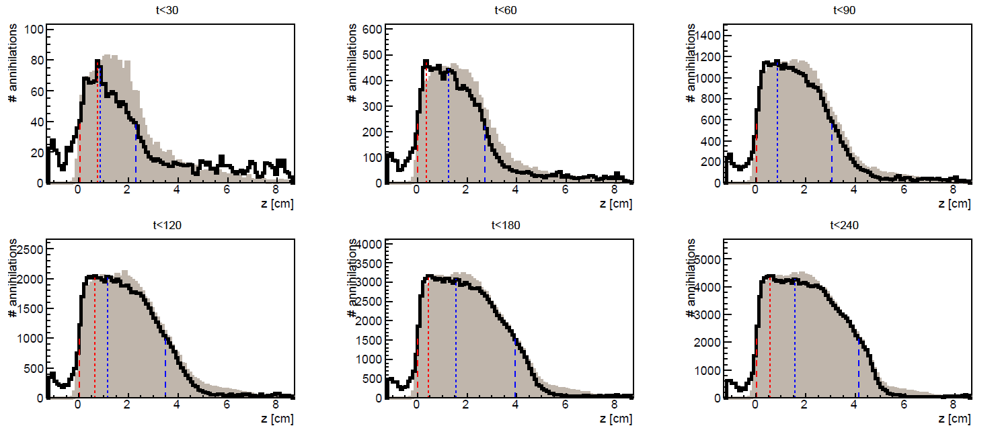 t<30
# annihilations
100
80
60
40
20
0
0 2 4 6 8
z [cm]
t<60
# annihilations
600
500
400
300
200
100
0
0 2 4 6 8
z [cm]
t<90
# annihilations
1400
1200
1000
800
600
400
200
0
0 2 4 6 8
z [cm]
t<120
# annihilations
2500
2000
1500
1000
500
0
0 2 4 6 8
z [cm]
t<180
# annihilations
4000
3500
3000
2500
2000
1500
1000
500
0
0 2 4 6 8
z [cm]
t<240
# annihilations
5000
4000
3000
2000
1000
0
0 2 4 6 8
z [cm]